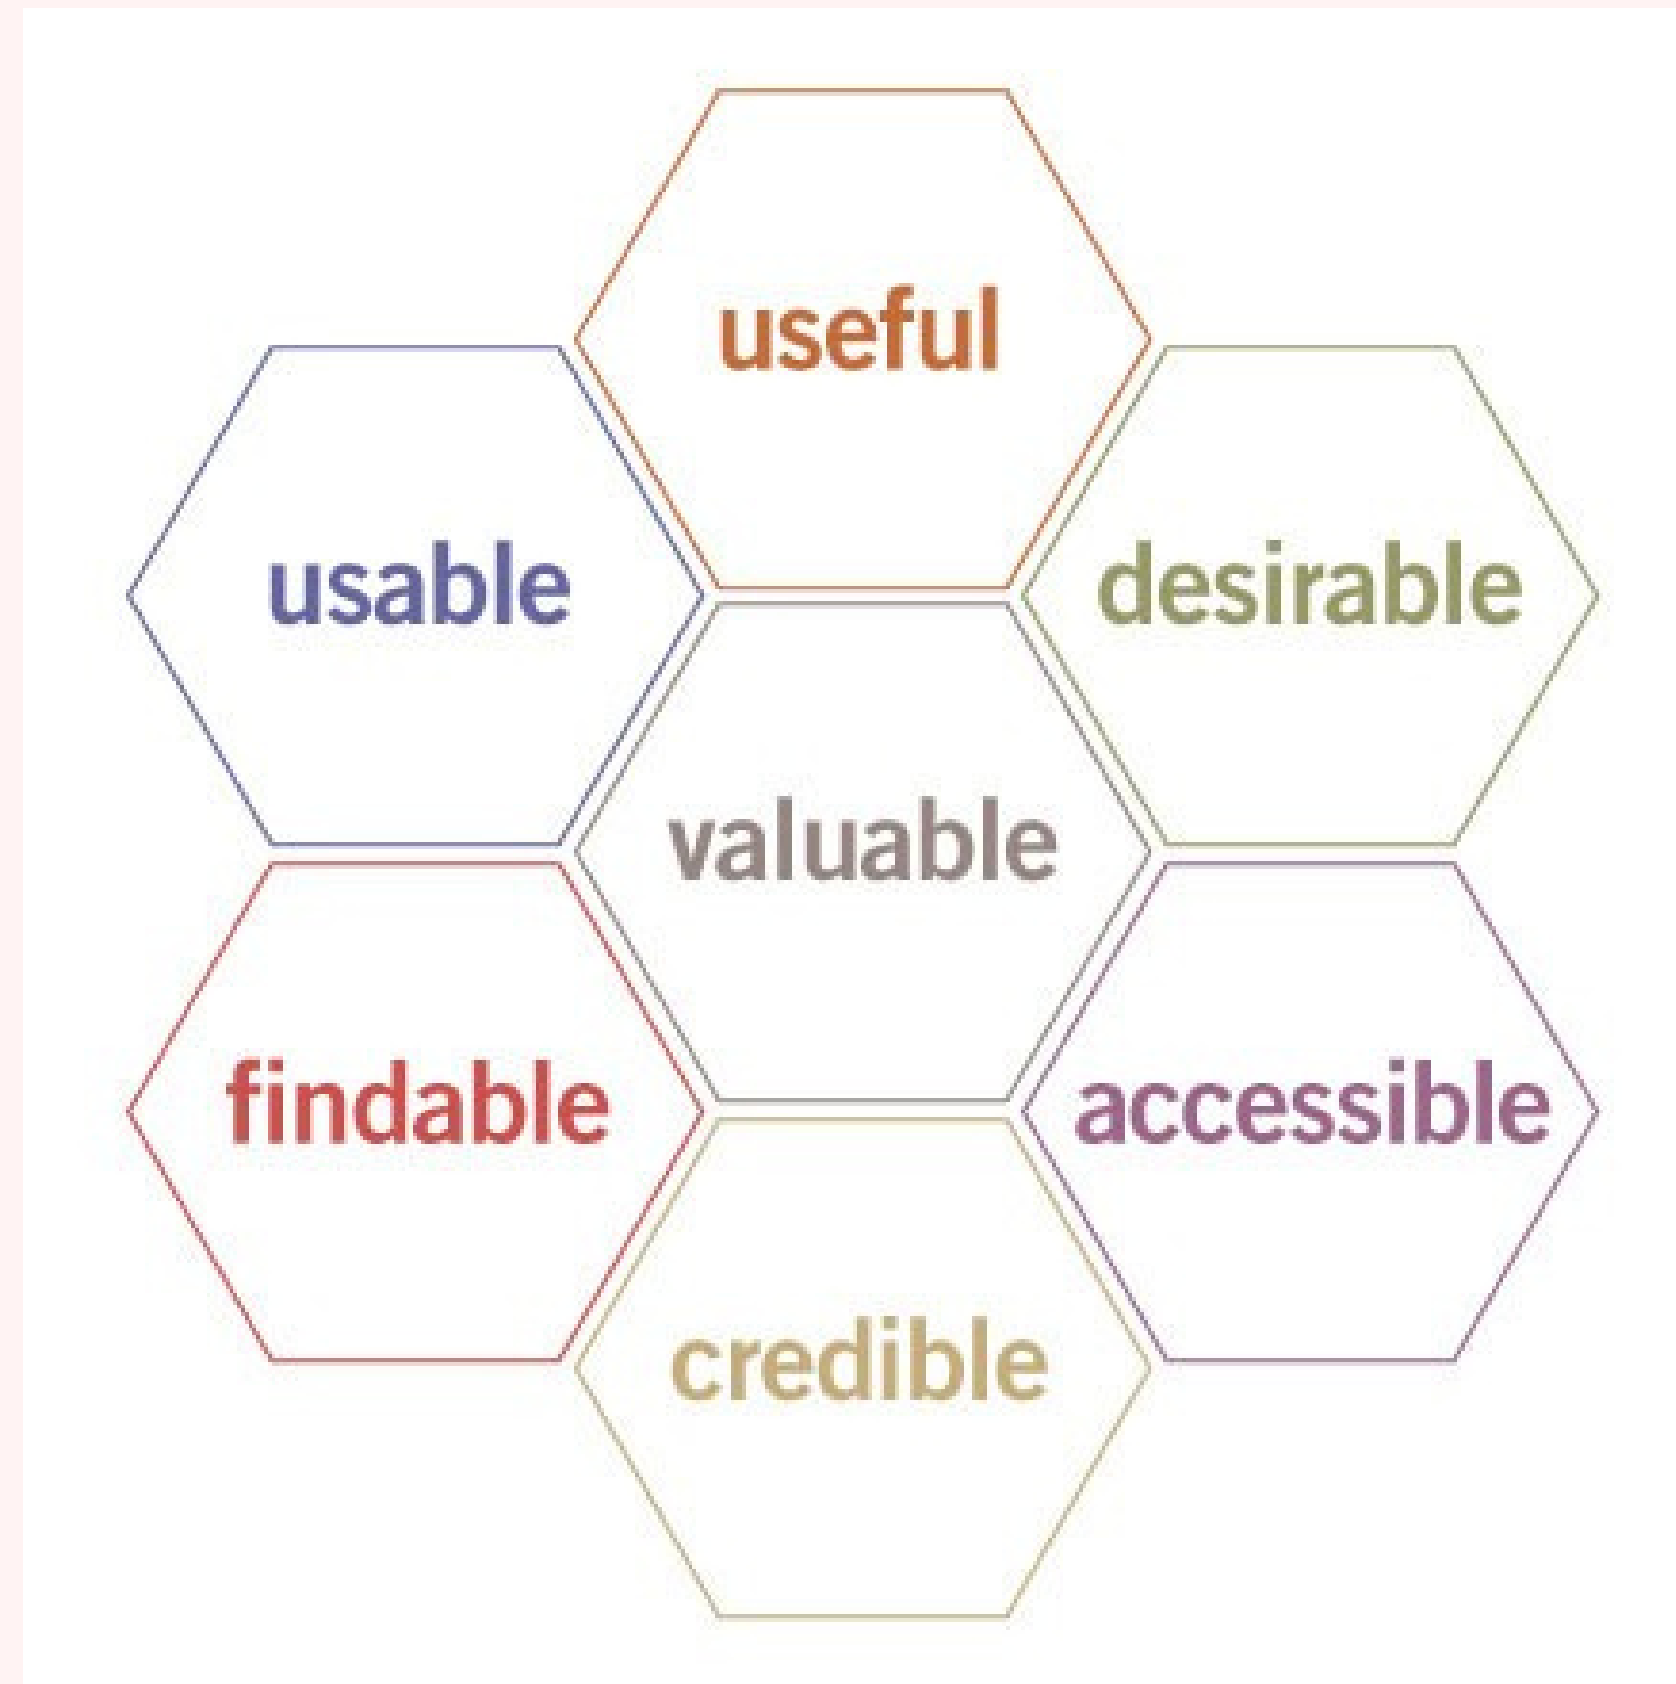 useful
usable
desirable
valuable
findable
accessible
credible